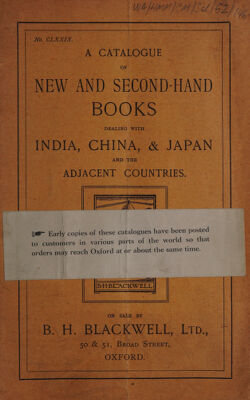 No. CLXXIX.
A CATALOGUE
OF
NEW AND SECOND-HAND
BOOKS
DEALING WITH
INDIA, CHINA, & JAPAN
AND THE
ADJACENT COUNTRIES.
☛ Early copies of these catalogues have been posted
to customers in various parts of the world so that
orders may reach Oxford at or about the same time.
B.H.BLACKWELL
ON SALE BY
B. H. BLACKWELL, LTD.,
50 & 51, BROAD STREET,
OXFORD.